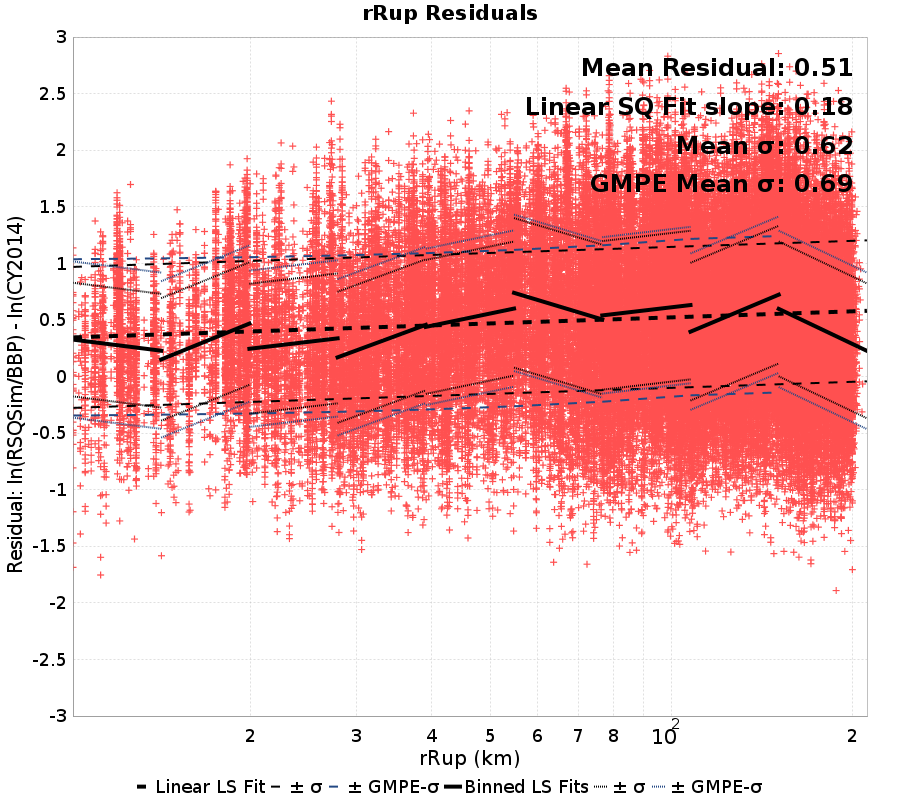 rRup Residuals
Mean Residual: 0.51
Linear SQ Fit slope: 0.18
Mean σ: 0.62
GMPE Mean σ: 0.69
Residual: ln(RSQSim/BBP) - ln(CY2014)
3
2.5
2
1.5
1
0.5
0
-0.5
-1
-1.5
-2
-2.5
-3
2 3 4 5 6 7 8 10² 2
rRup (km)
Linear LS Fit ± σ ± GMPE-σ Binned LS Fits ± σ ± GMPE-σ